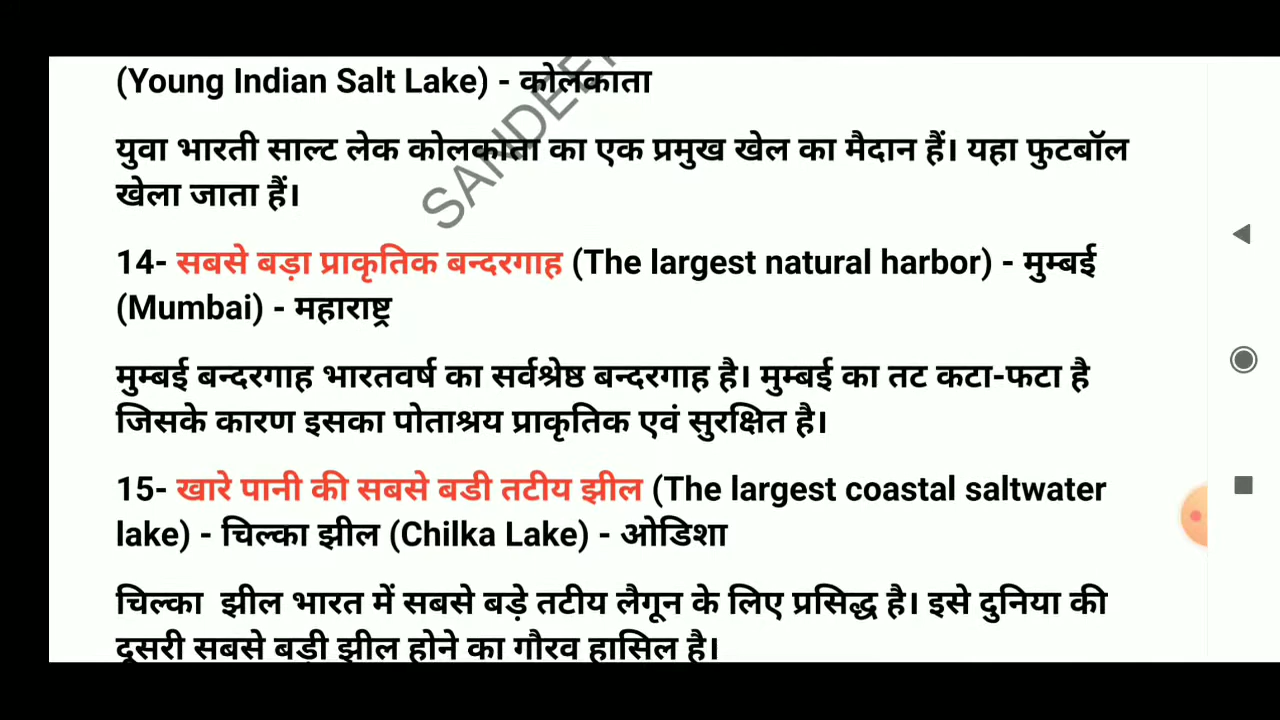 (Young Indian Salt Lake) - कोलकाता
युवा भारती साल्ट लेक कोलकाता का एक प्रमुख खेल का मैदान हैं। यहा फुटबॉल
खेला जाता हैं।
14- सबसे बड़ा प्राकृतिक बन्दरगाह (The largest natural harbor) - मुम्बई
(Mumbai) - महाराष्ट्र
मुम्बई बन्दरगाह भारतवर्ष का सर्वश्रेष्ठ बन्दरगाह है। मुम्बई का तट कटा-फटा है
जिसके कारण इसका पोताश्रय प्राकृतिक एवं सुरक्षित है।
15- खारे पानी की सबसे बडी तटीय झील (The largest coastal saltwater
lake) - चिल्का झील (Chilka Lake) - ओडिशा
चिल्का झील भारत में सबसे बड़े तटीय लैगून के लिए प्रसिद्ध है। इसे दुनिया की
दूसरी सबसे बड़ी झील होने का गौरव हासिल है।